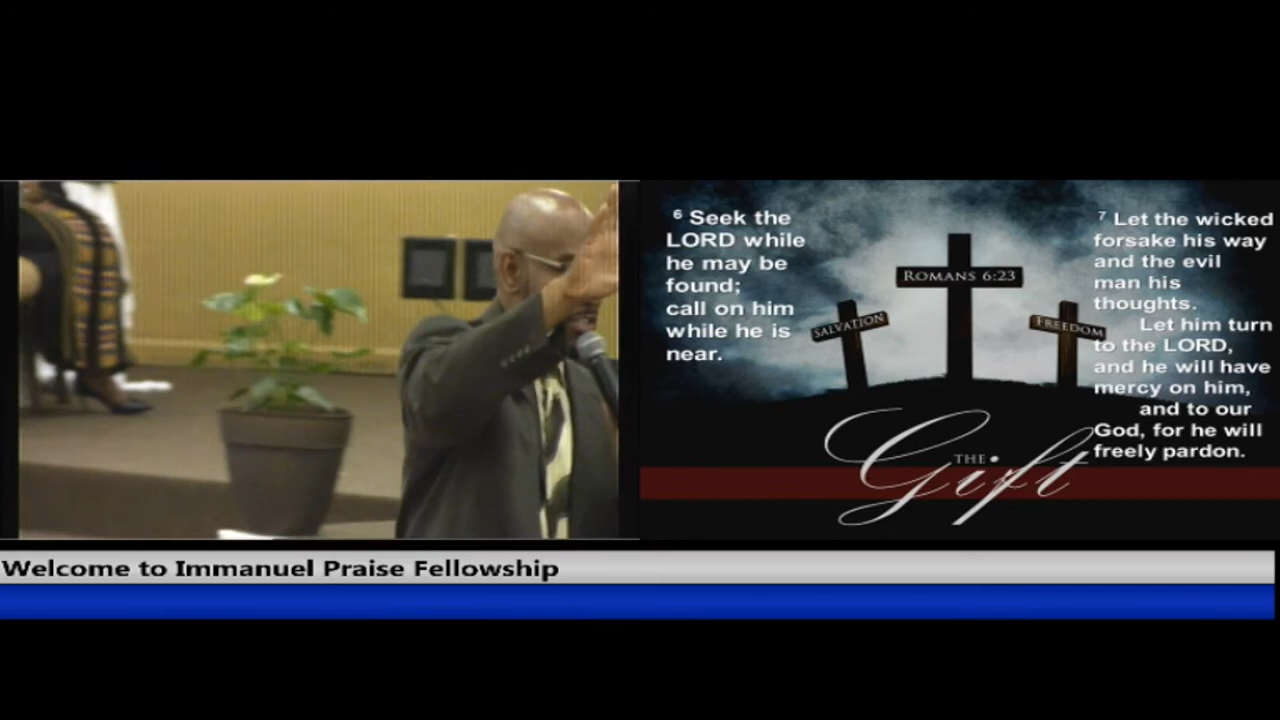 ⁶ Seek the
LORD while
he may be
found;
call on him
while he is
near.
ROMANS 6:23
SALVATION
FREEDOM
THE
Gift
⁷ Let the wicked
forsake his way
and the evil
man his
thoughts.
Let him turn
to the LORD,
and he will have
mercy on him,
and to our
God, for he will
freely pardon.
Welcome to Immanuel Praise Fellowship